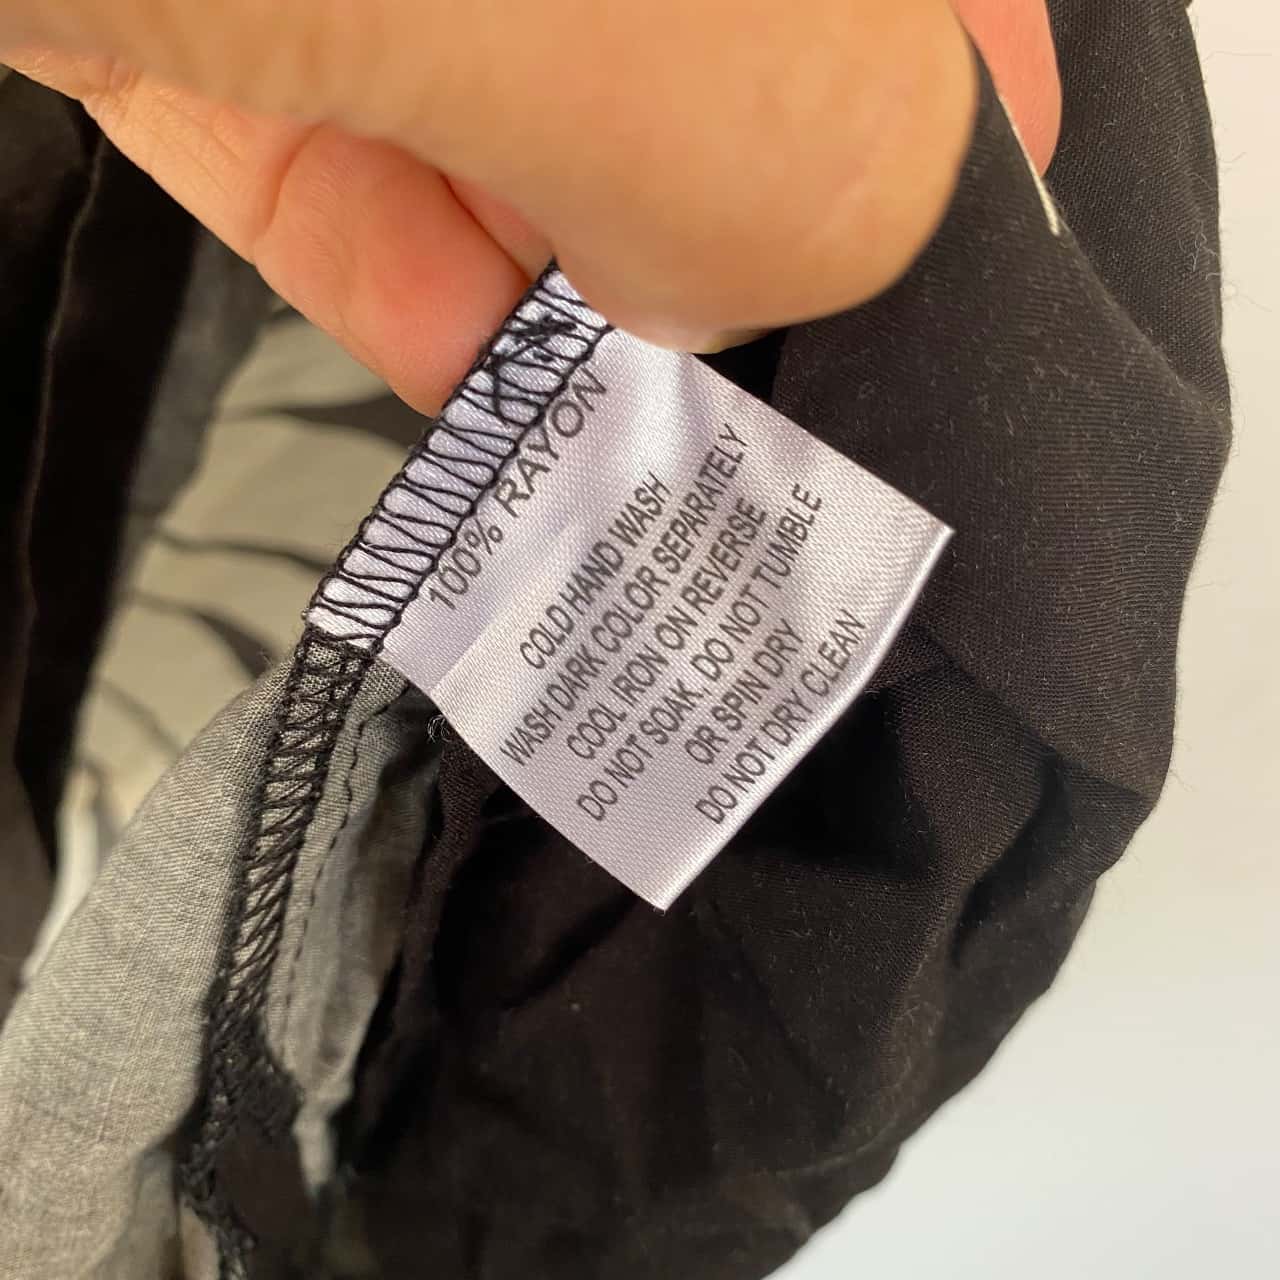 100% RAYON
COLD HAND WASH
WASH DARK COLOR SEPARATELY
COOL IRON ON REVERSE
DO NOT SOAK. DO NOT TUMBLE
OR SPIN DRY
DO NOT DRY CLEAN